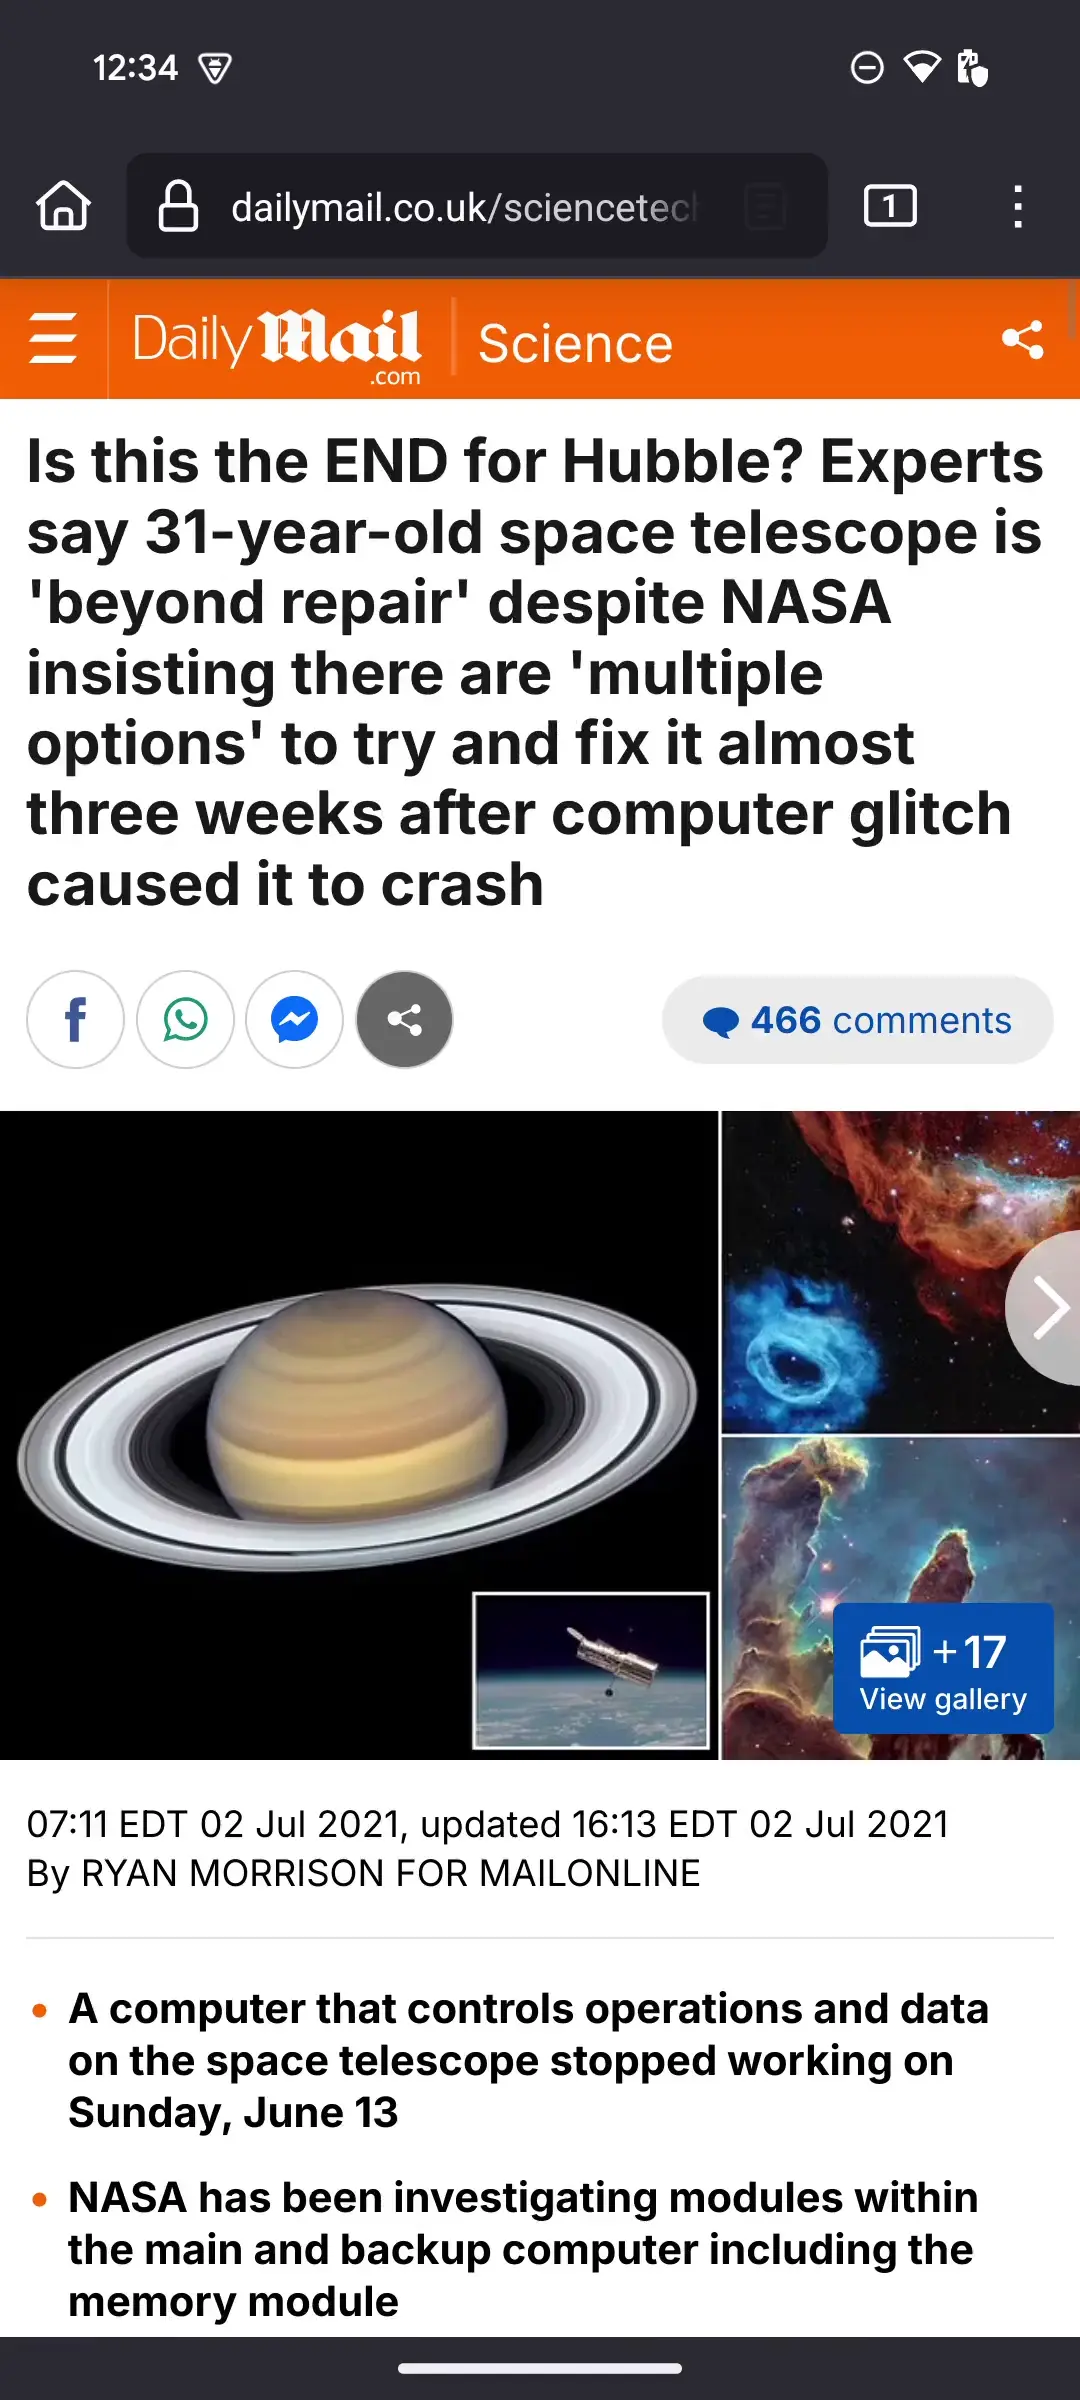 12:34
dailymail.co.uk/sciencetec
1
Daily Mail
.com
Science
Is this the END for Hubble? Experts
say 31-year-old space telescope is
'beyond repair' despite NASA
insisting there are 'multiple
options' to try and fix it almost
three weeks after computer glitch
caused it to crash
466 comments
+17
View gallery
07:11 EDT 02 Jul 2021, updated 16:13 EDT 02 Jul 2021
By RYAN MORRISON FOR MAILONLINE
• A computer that controls operations and data
on the space telescope stopped working on
Sunday, June 13
• NASA has been investigating modules within
the main and backup computer including the
memory module